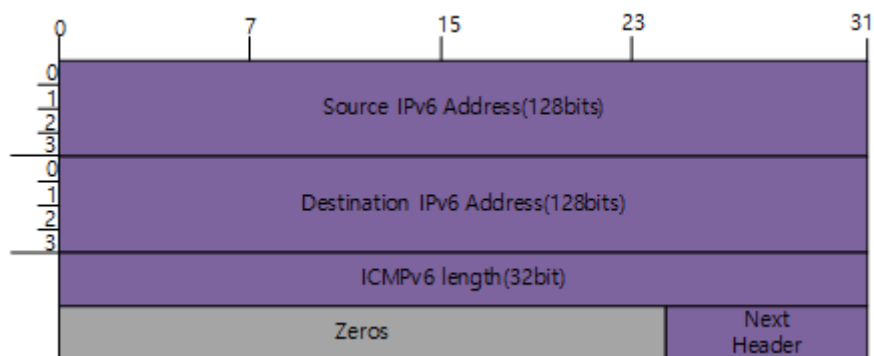 0 7 15 23 31
0
1
Source IPv6 Address(128bits)
2
3
0
1
Destination IPv6 Address(128bits)
2
3
ICMPv6 length(32bit)
Zeros
Next
Header